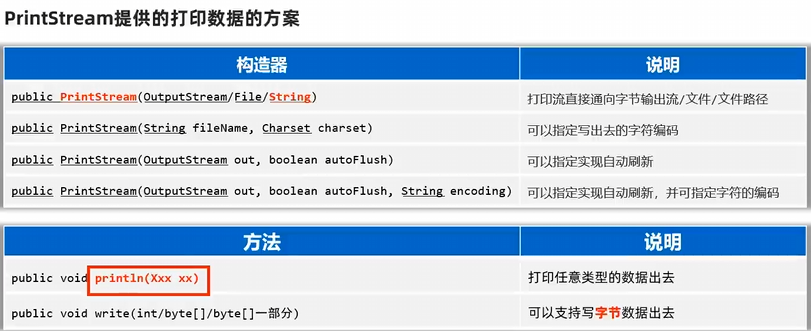 PrintStream提供的打印数据的方案
构造器 说明
public PrintStream(OutputStream/File/String) 打印流直接通向字节输出流/文件/文件路径
public PrintStream(String fileName, Charset charset) 可以指定写出去的字符编码
public PrintStream(OutputStream out, boolean autoFlush) 可以指定实现自动刷新
public PrintStream(OutputStream out, boolean autoFlush, String encoding) 可以指定实现自动刷新，并可指定字符的编码
方法 说明
public void println(Xxx xx) 打印任意类型的数据出去
public void write(int/byte[]/byte[]一部分) 可以支持写字节数据出去